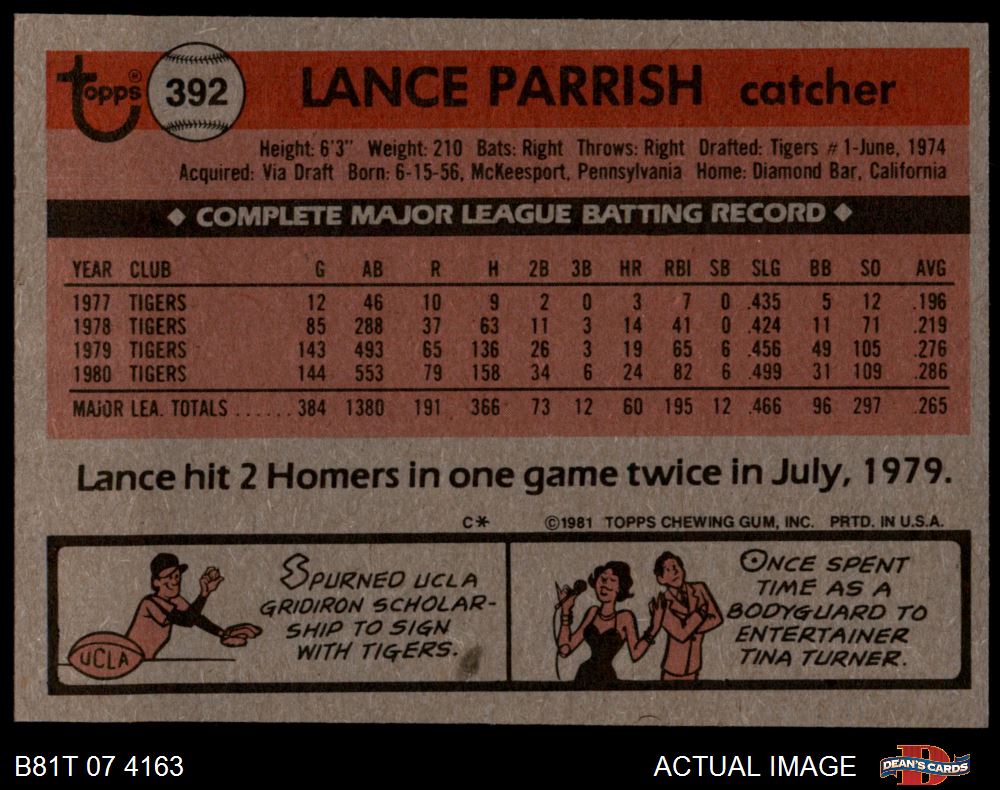 topps® 392 LANCE PARRISH catcher
Height: 6'3" Weight: 210 Bats: Right Throws: Right Drafted: Tigers #1-June, 1974
Acquired: Via Draft Born: 6-15-56, McKeesport, Pennsylvania Home: Diamond Bar, California
◆ COMPLETE MAJOR LEAGUE BATTING RECORD ◆
YEAR CLUB G AB R H 2B 3B HR RBI SB SLG BB SO AVG
1977 TIGERS 12 46 10 9 2 0 3 7 0 .435 5 12 .196
1978 TIGERS 85 288 37 63 11 3 14 41 0 .424 11 71 .219
1979 TIGERS 143 493 65 136 26 3 19 65 6 .456 49 105 .276
1980 TIGERS 144 553 79 158 34 6 24 82 6 .499 31 109 .286
MAJOR LEA. TOTALS ...... 384 1380 191 366 73 12 60 195 12 .466 96 297 .265
Lance hit 2 Homers in one game twice in July, 1979.
C* ©1981 TOPPS CHEWING GUM, INC. PRTD. IN U.S.A.
SPURNED UCLA
GRIDIRON SCHOLAR-
SHIP TO SIGN
WITH TIGERS.
UCLA
ONCE SPENT
TIME AS A
BODYGUARD TO
ENTERTAINER
TINA TURNER.
B81T 07 4163 ACTUAL IMAGE DEAN'S CARDS